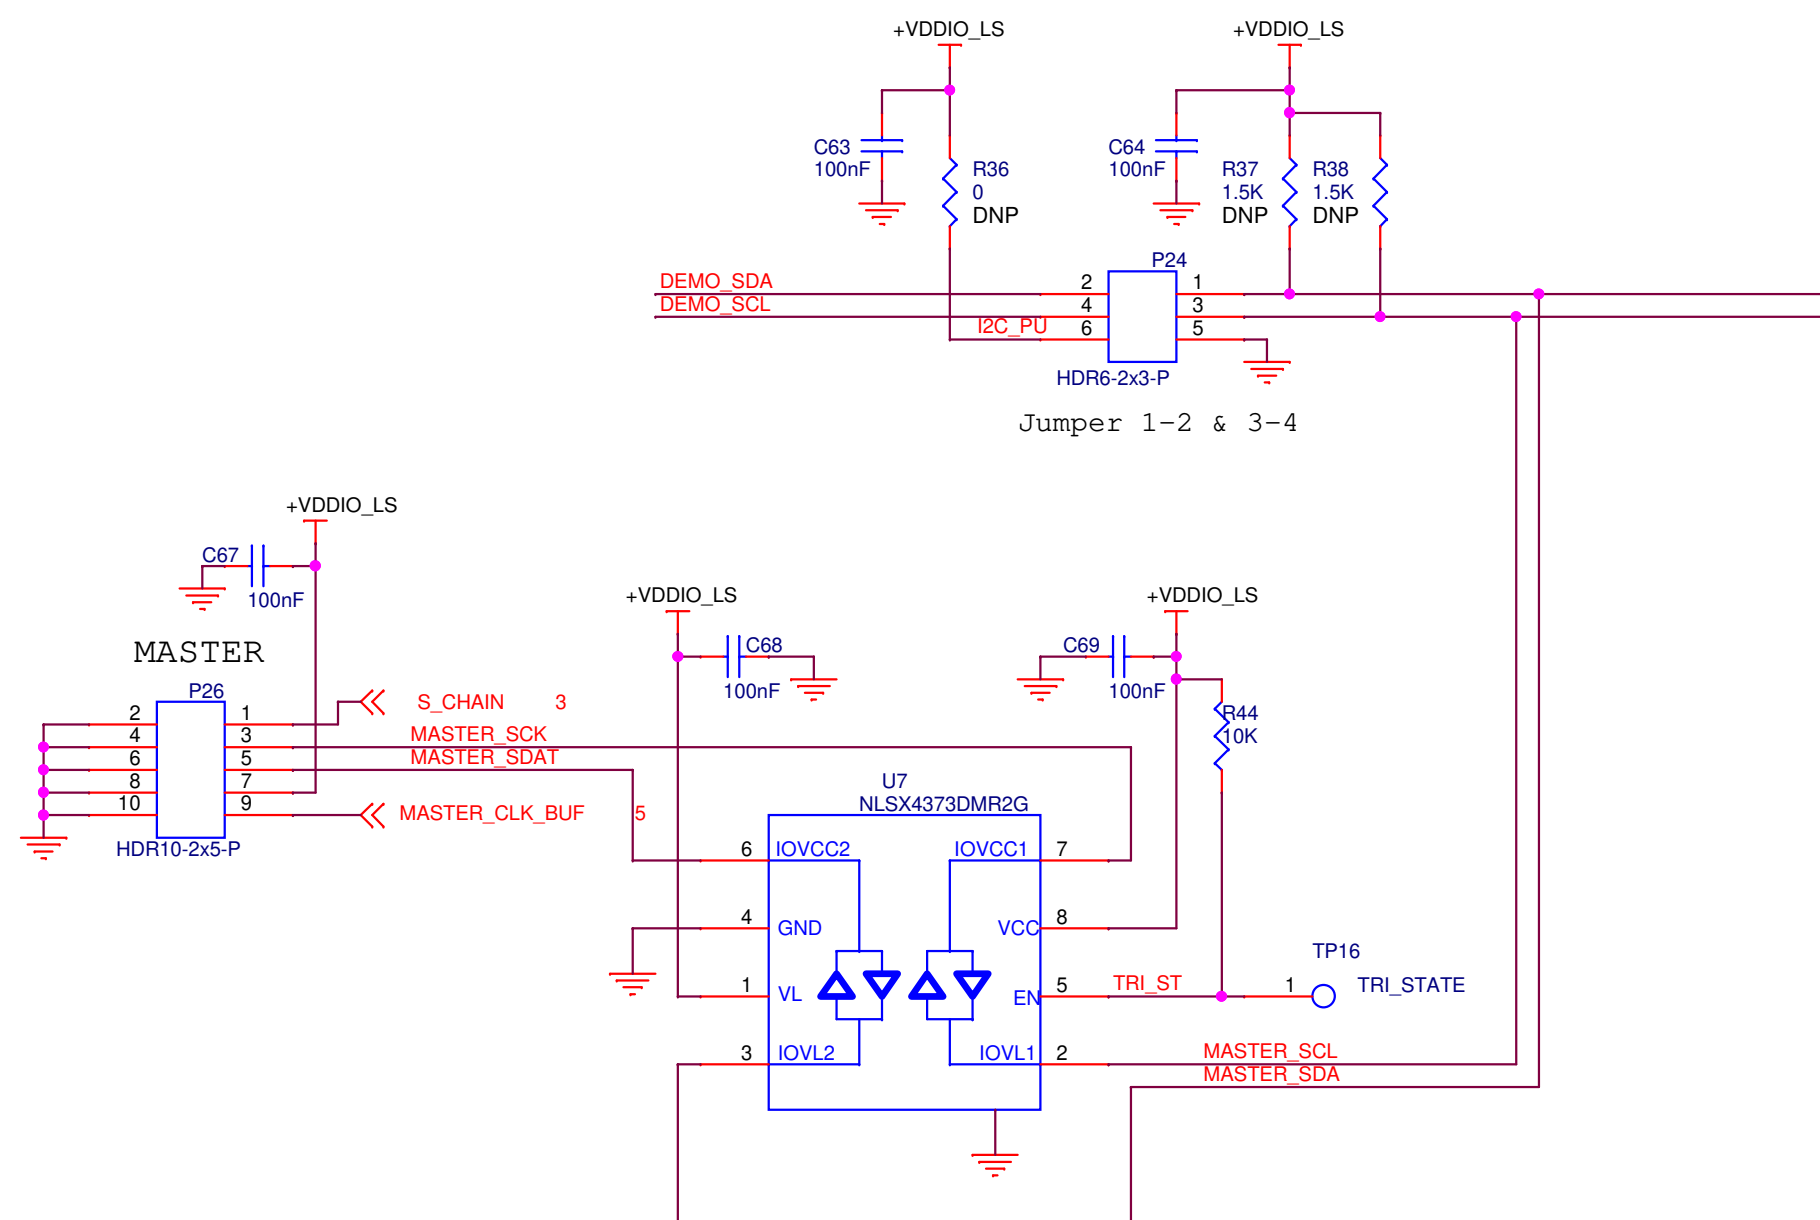 +VDDIO_LS
+VDDIO_LS
C63
100nF
R36
0
DNP
C64
100nF
R37
1.5K
DNP
R38
1.5K
DNP
P24
DEMO_SDA
2
1
DEMO_SCL
4
3
I2C_PU
6
5
HDR6-2x3-P
Jumper 1-2 & 3-4
+VDDIO_LS
C67
100nF
+VDDIO_LS
C68
100nF
+VDDIO_LS
C69
100nF
MASTER
P26
2
1
S_CHAIN 3
4
3
MASTER_SCK
6
5
MASTER_SDAT
8
7
10
9
MASTER_CLK_BUF 5
HDR10-2x5-P
R44
10K
U7
NLSX4373DMR2G
6
IOVCC2
IOVCC1
7
4
GND
VCC
8
1
VL
EN
5
TRI_ST
TP16
1
TRI_STATE
3
IOVL2
IOVL1
2
MASTER_SCL
MASTER_SDA